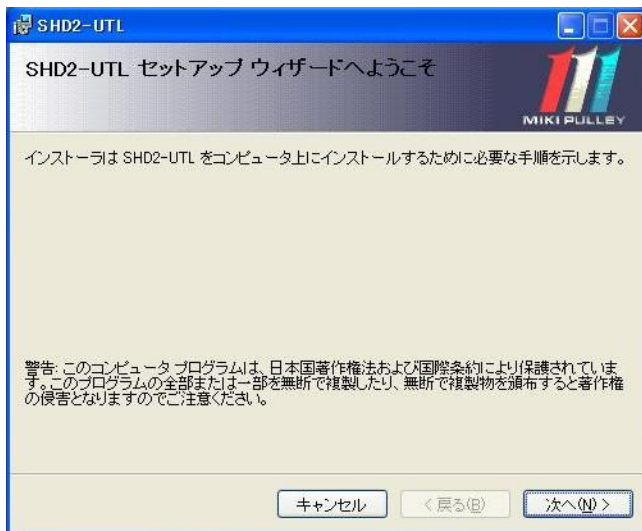 SHD2-UTL
SHD2-UTL セットアップ ウィザードへようこそ
MIKI PULLEY
インストーラは SHD2-UTL をコンピュータ上にインストールするために必要な手順を示します。
警告: このコンピュータ プログラムは、日本国著作権法および国際条約により保護されていま
す。このプログラムの全部または一部を無断で複製したり、無断で複製物を頒布すると著作権
の侵害となりますのでご注意ください。
キャンセル
< 戻る(B)
次へ(N) >